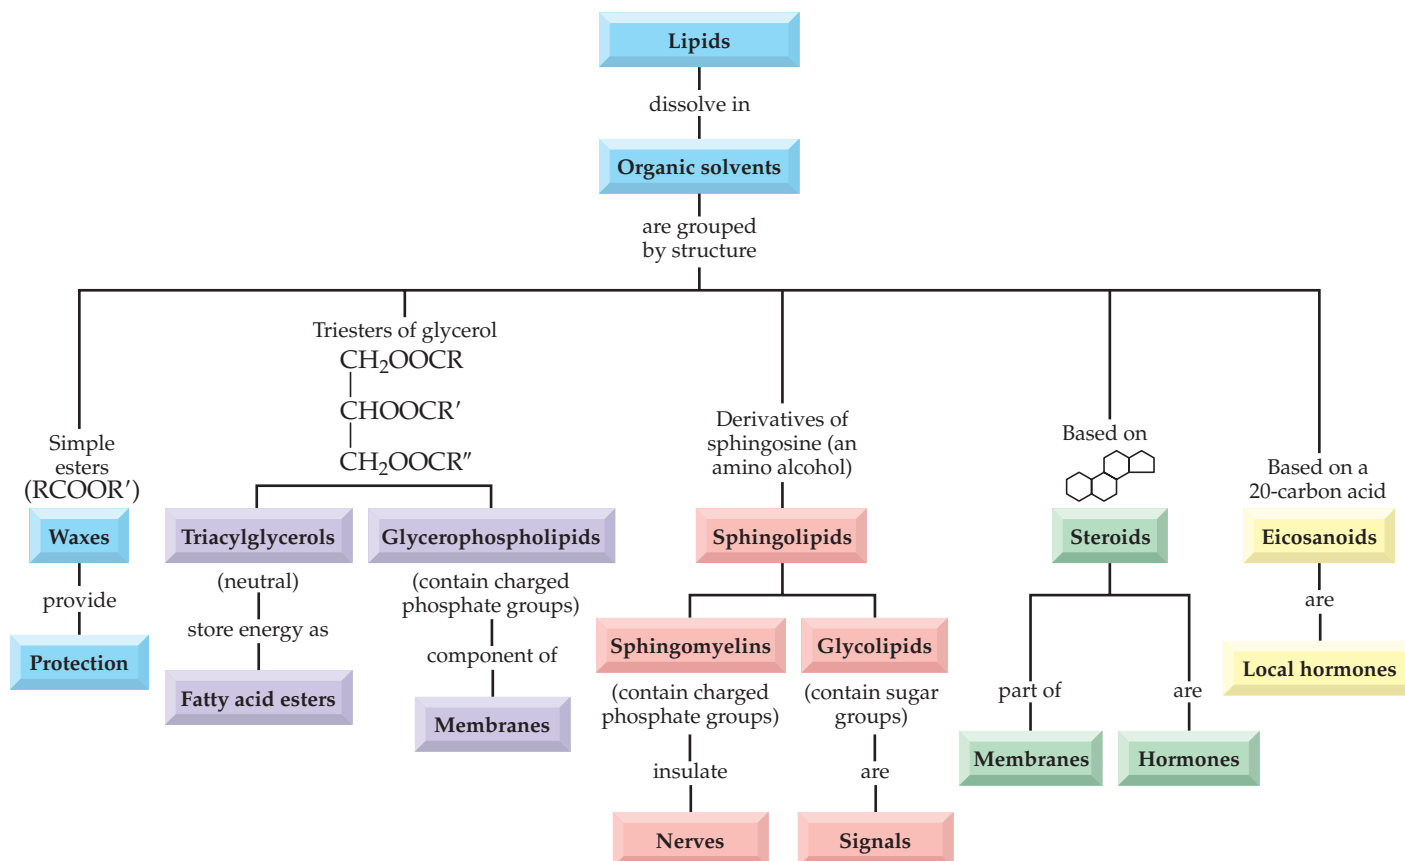 Lipids
dissolve in
Organic solvents
are grouped
by structure
Simple
esters
(RCOOR′)
Waxes
provide
Protection
Triesters of glycerol
CH₂OOCR
CHOOCR′
CH₂OOCR″
Triacylglycerols
(neutral)
store energy as
Fatty acid esters
Glycerophospholipids
(contain charged
phosphate groups)
component of
Membranes
Derivatives of
sphingosine (an
amino alcohol)
Sphingolipids
Sphingomyelins
(contain charged
phosphate groups)
insulate
Nerves
Glycolipids
(contain sugar
groups)
are
Signals
Based on
Steroids
part of
Membranes
are
Hormones
Based on a
20-carbon acid
Eicosanoids
are
Local hormones